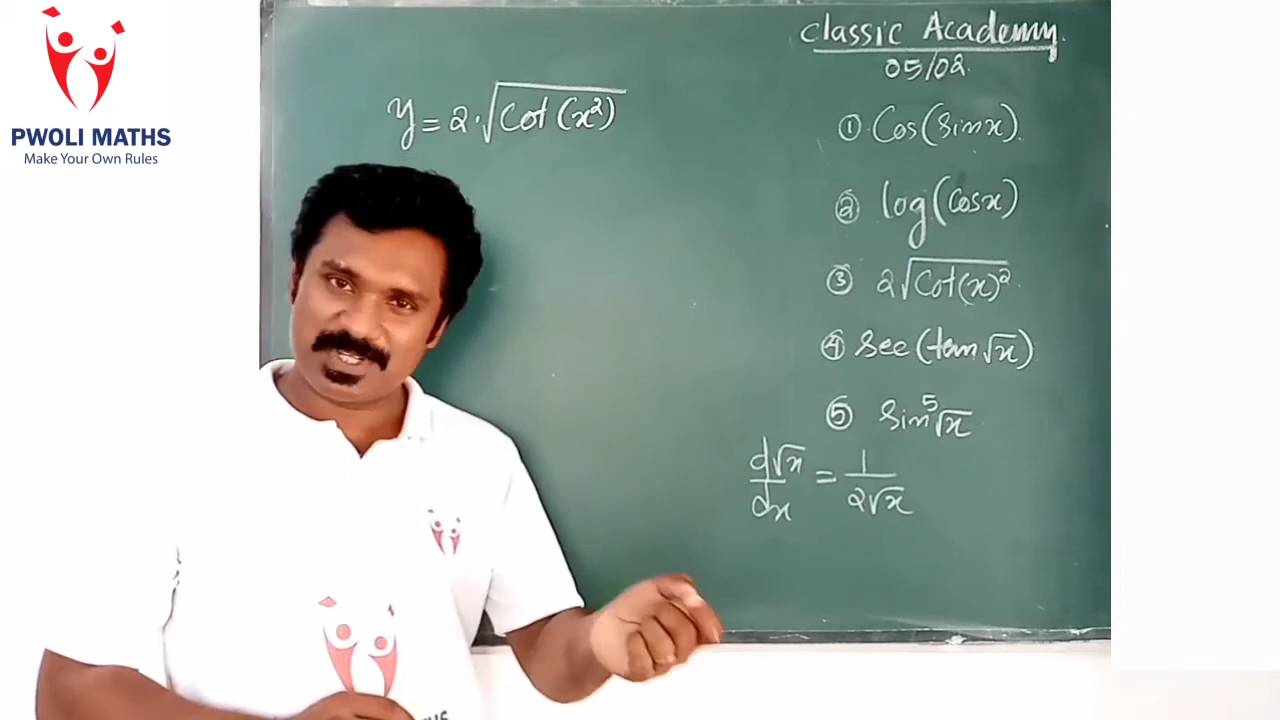 PWOLI MATHS
Make Your Own Rules
y = 2·√cot(x²)
Classic Academy
05/02
① Cos(sinx).
② log(cosx)
③ 2√Cot(x)²
④ Sec(tan√x)
⑤ Sin⁵√x
d√x/dx = 1/2√x